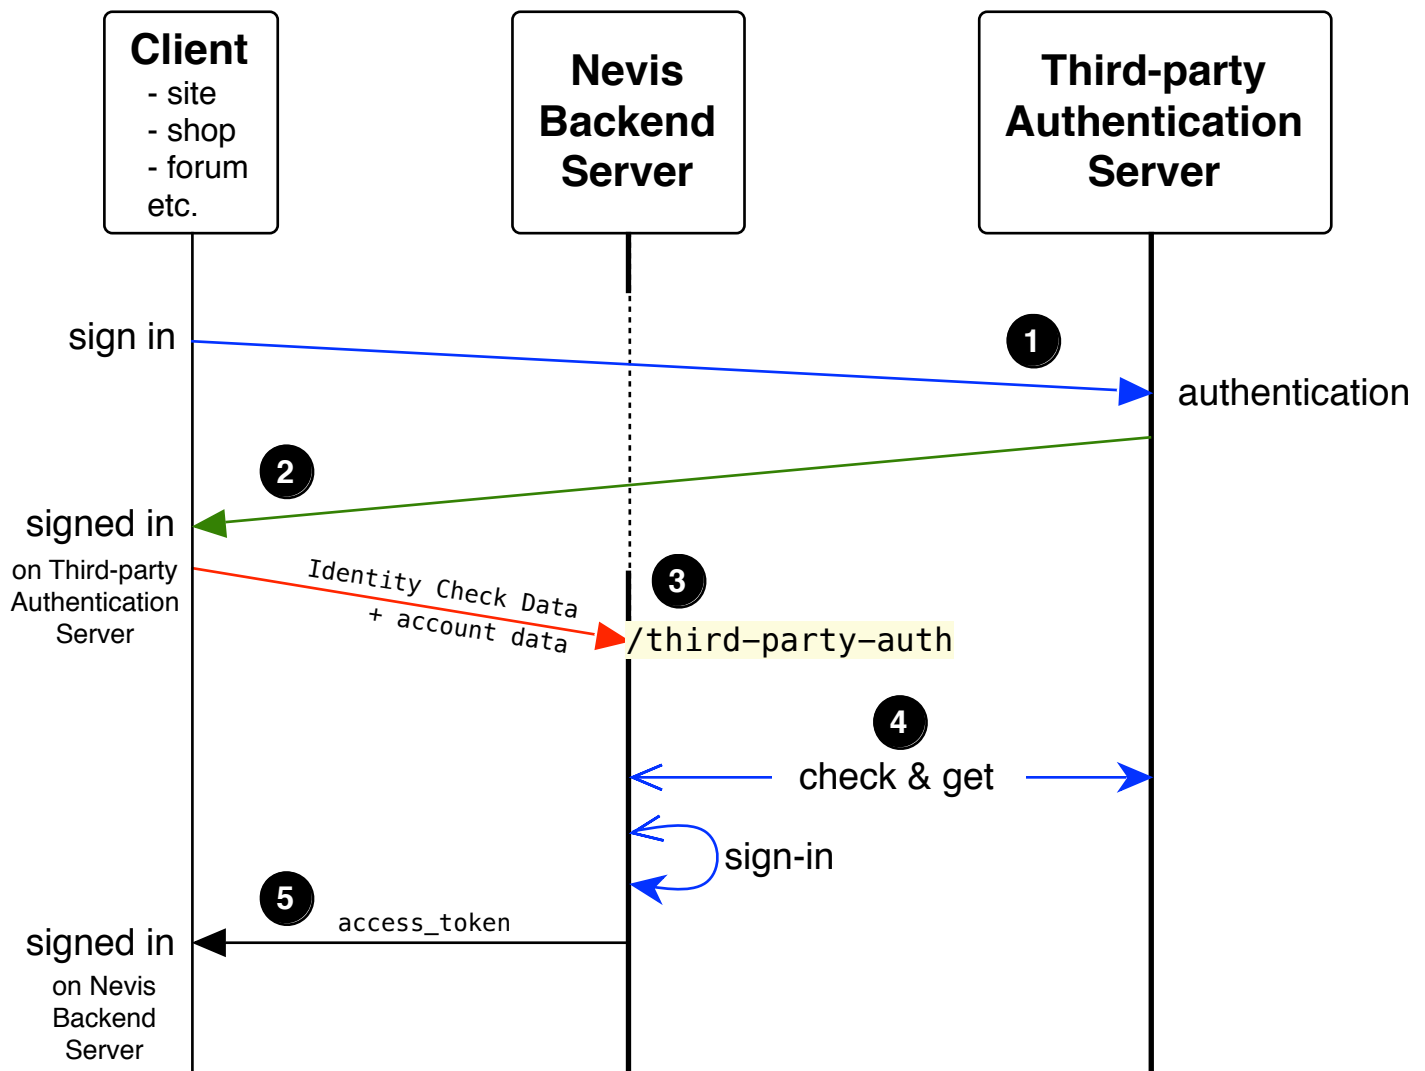 Client
- site
- shop
- forum
etc.
Nevis
Backend
Server
Third-party
Authentication
Server
sign in
1
authentication
2
signed in
on Third-party
Authentication
Server
Identity Check Data
+ account data
3
/third-party-auth
4
check & get
sign-in
5
access_token
signed in
on Nevis
Backend
Server